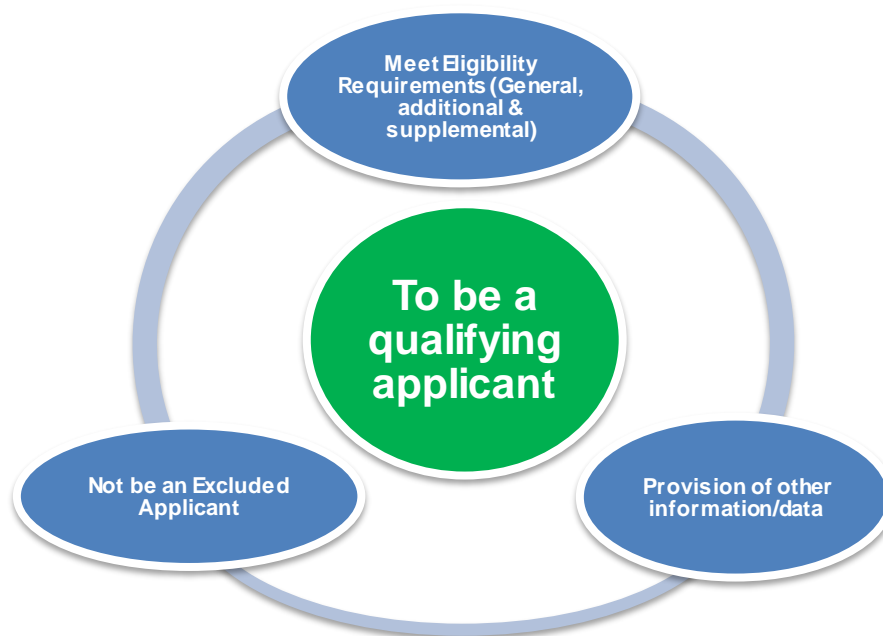 Meet Eligibility
Requirements (General,
additional &
supplemental)
To be a
qualifying
applicant
Not be an Excluded
Applicant
Provision of other
information/data